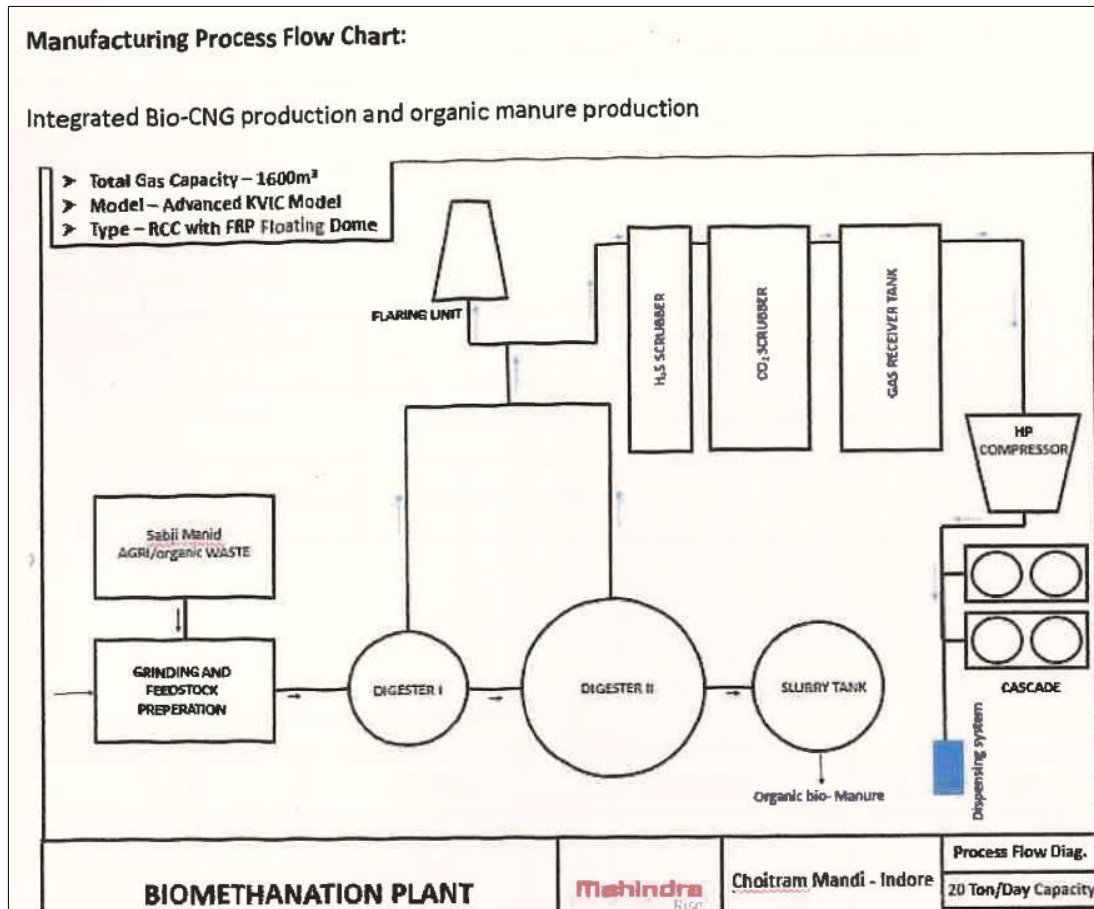 Manufacturing Process Flow Chart:
Integrated Bio-CNG production and organic manure production
➤ Total Gas Capacity – 1600m³
➤ Model – Advanced KVIC Model
➤ Type – RCC with FRP Floating Dome
FLARING UNIT
H₂S SCRUBBER
CO₂ SCRUBBER
GAS RECEIVER TANK
HP
COMPRESSOR
Sabji Manid
AGRI/organic WASTE
GRINDING AND
FEEDSTOCK
PREPERATION
DIGESTER I
DIGESTER II
SLURRY TANK
CASCADE
Dispensing system
Organic bio- Manure
BIOMETHANATION PLANT
Mahindra
Rise
Choitram Mandi - Indore
Process Flow Diag.
20 Ton/Day Capacity